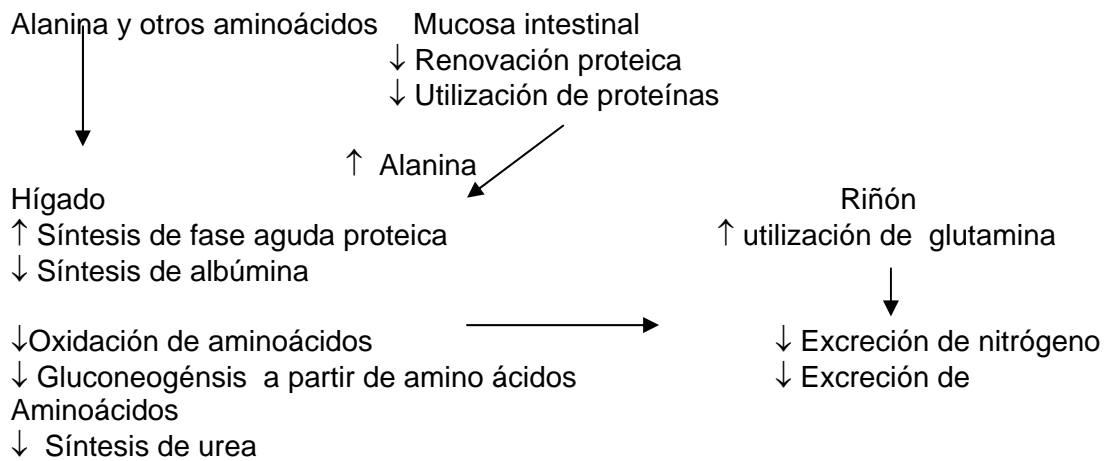 Alanina y otros aminoácidos Mucosa intestinal
↓ Renovación proteica
↓ Utilización de proteínas
↑ Alanina
Hígado Riñón
↑ Síntesis de fase aguda proteica ↑ utilización de glutamina
↓ Síntesis de albúmina
↓Oxidación de aminoácidos ↓ Excreción de nitrógeno
↓ Gluconeogénsis a partir de amino ácidos ↓ Excreción de
Aminoácidos
↓ Síntesis de urea